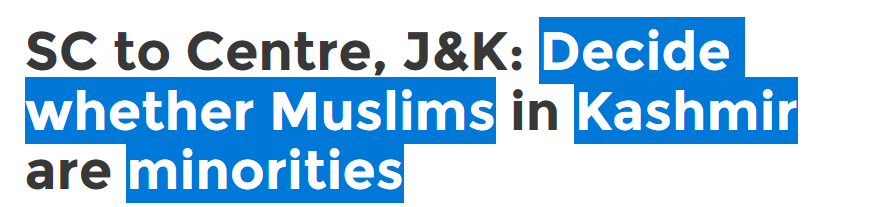 SC to Centre, J&K: Decide
whether Muslims in Kashmir
are minorities